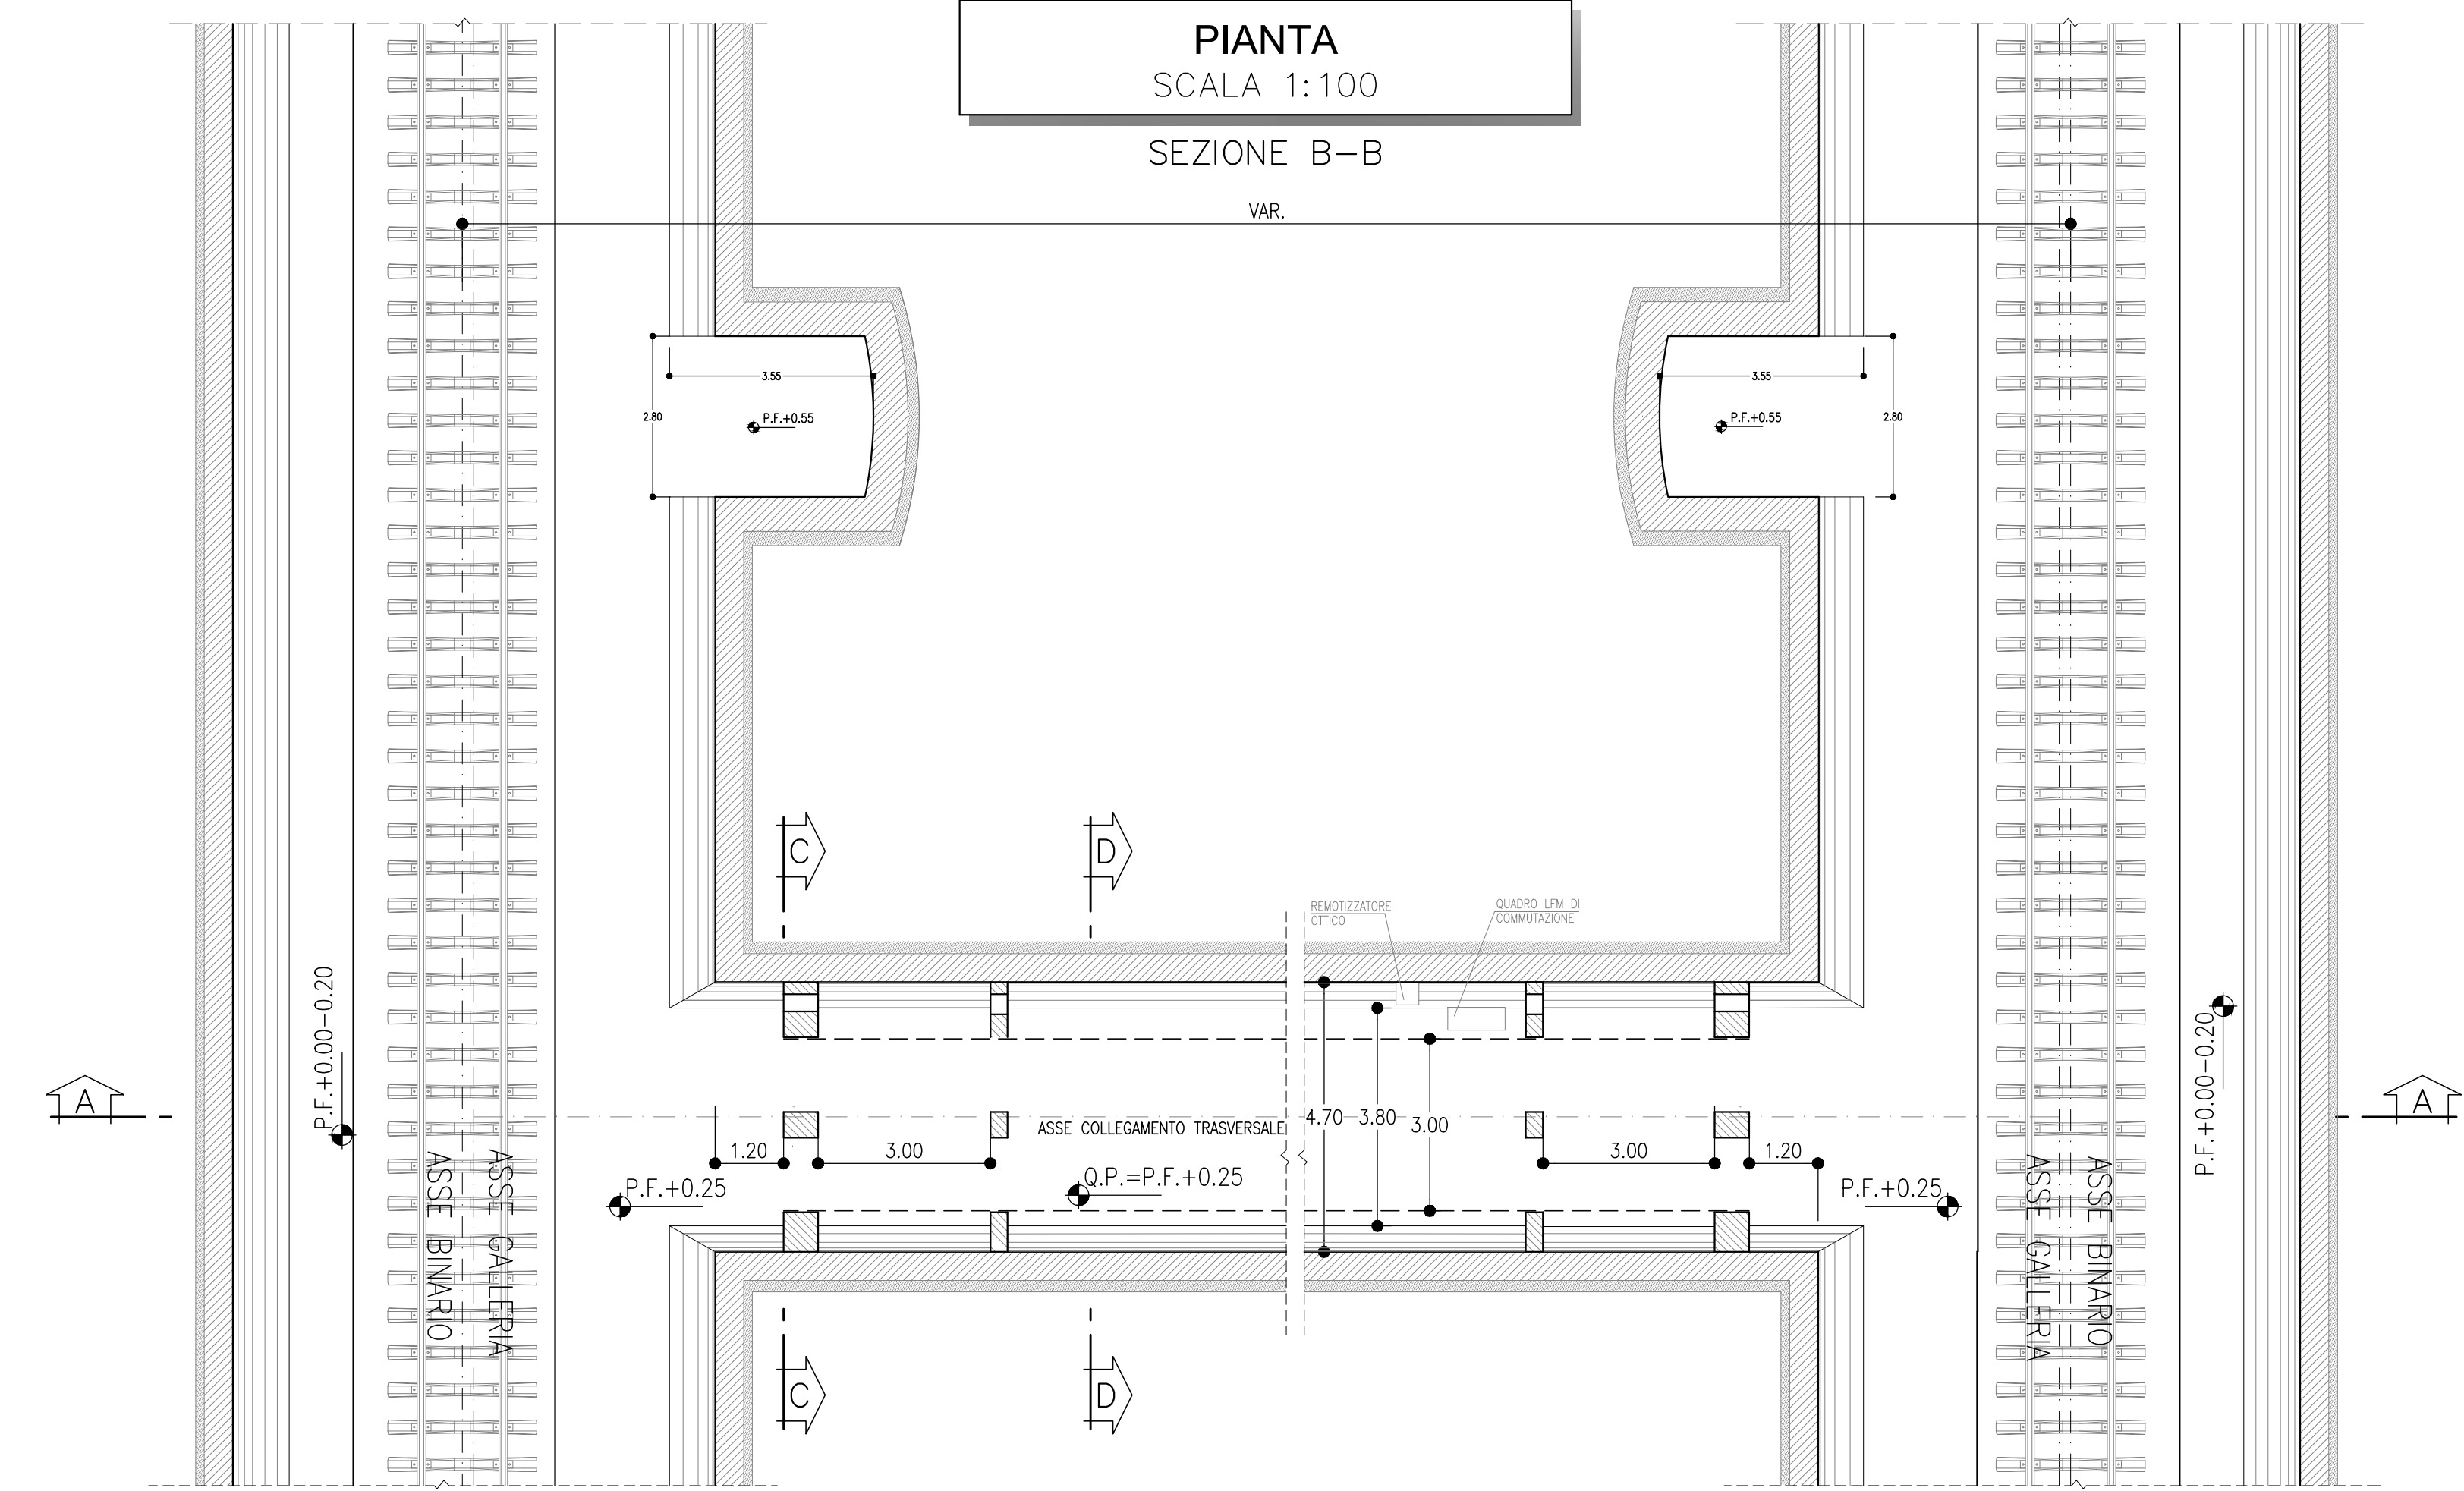 PIANTA
SCALA 1:100
SEZIONE B-B
VAR.
3.55
3.55
2.80
P.F.+0.55
P.F.+0.55
2.80
C
D
REMOTIZZATORE
OTTICO
QUADRO LFM DI
COMMUTAZIONE
P.F.+0.00-0.20
P.F.+0.00-0.20
A
A
4.70
3.80
3.00
ASSE COLLEGAMENTO TRASVERSALE
1.20
3.00
3.00
1.20
Q.P.=P.F.+0.25
P.F.+0.25
P.F.+0.25
ASSE BINARIO
ASSE GALLERIA
ASSE GALLERIA
ASSE BINARIO
C
D